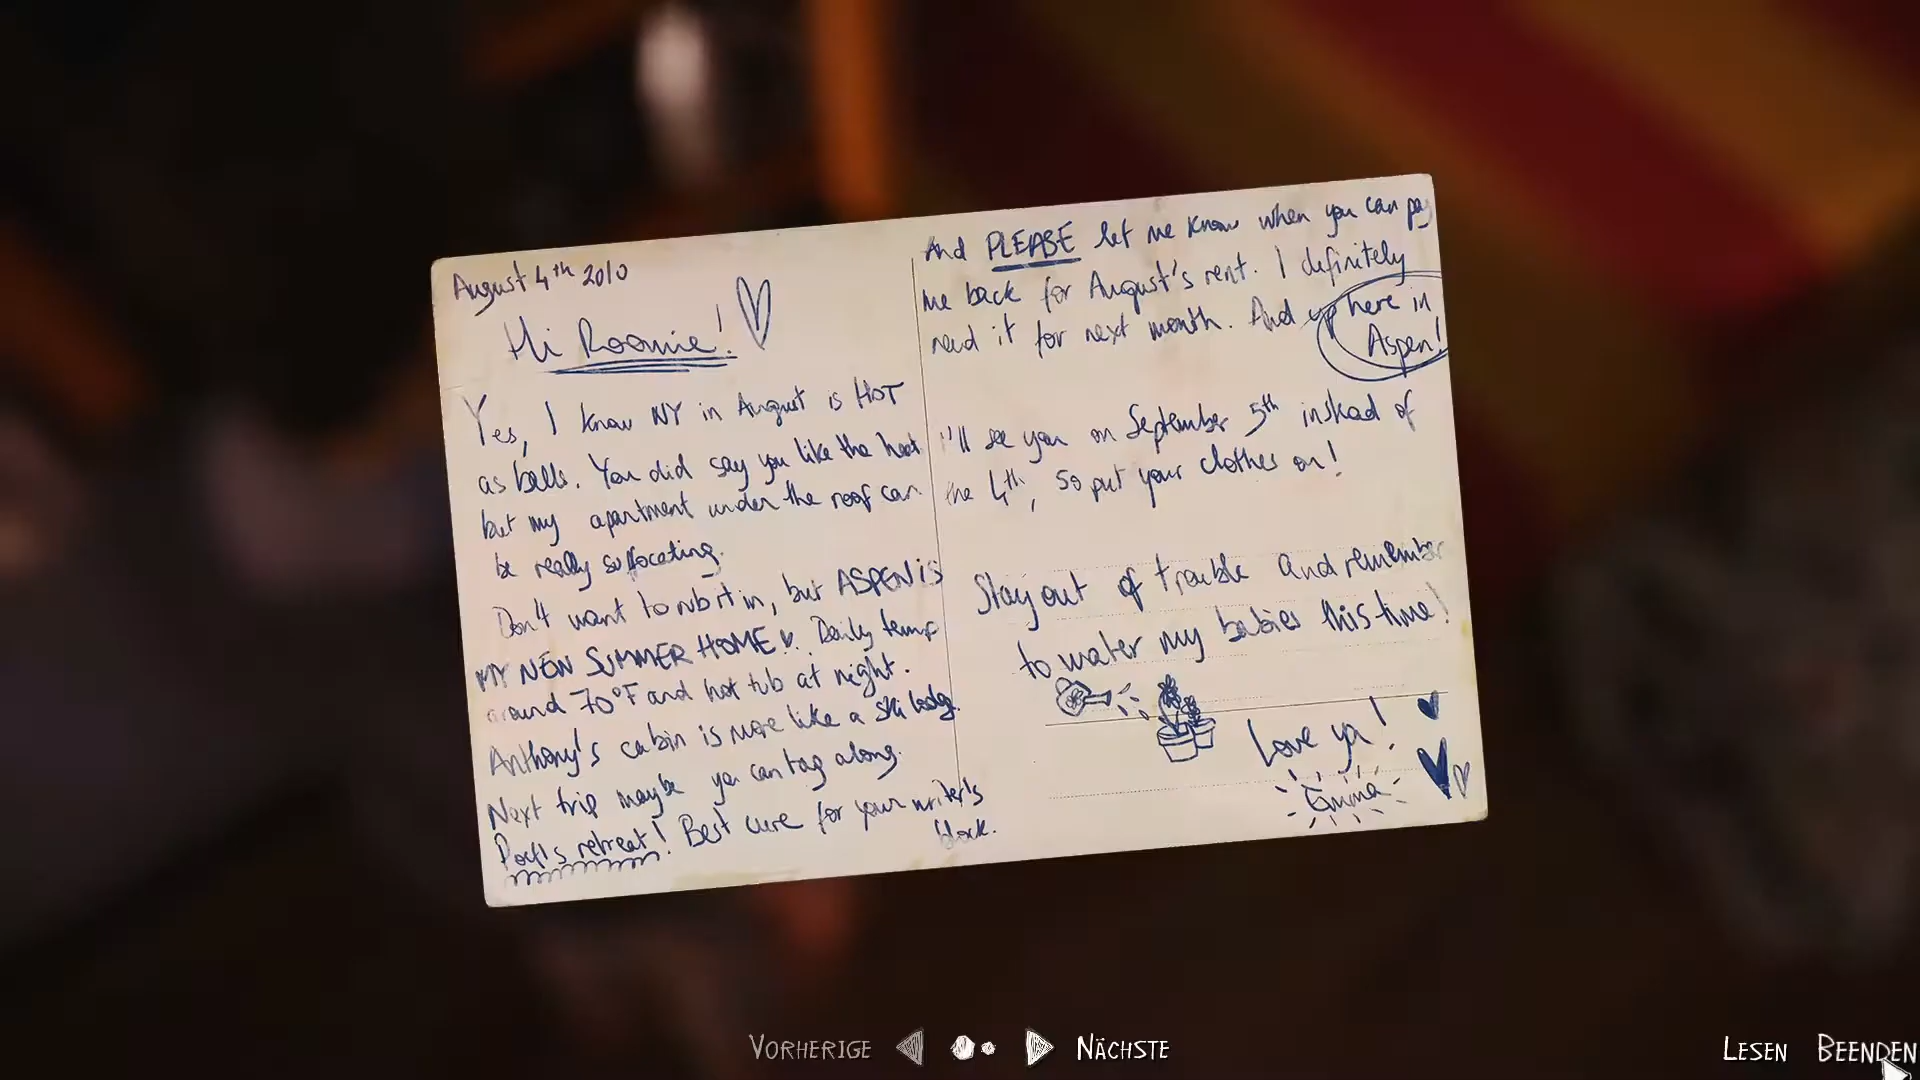 August 4th 2010
Hi Roomie!
Yes, I know NY in August is HOT
as balls. You did say you like the heat
but my apartment under the roof can
be really suffocating.
Don't want to rub it in, but ASPEN is
MY NEW SUMMER HOME!. Daily temp
around 70°F and hot tub at night.
Anthony's cabin is more like a ski lodge.
Next trip maybe you can tag along.
Poet's retreat! Best cure for your writer's
block.
And PLEASE let me know when you can pay
me back for August's rent. I definitely
need it for next month. And up here in
Aspen!
I'll see you on September 5th instead of
the 4th, so put your clothes on!
Stay out of trouble and remember
to water my babies this time!
Love ya!
Emma
VORHERIGE NÄCHSTE
LESEN BEENDEN